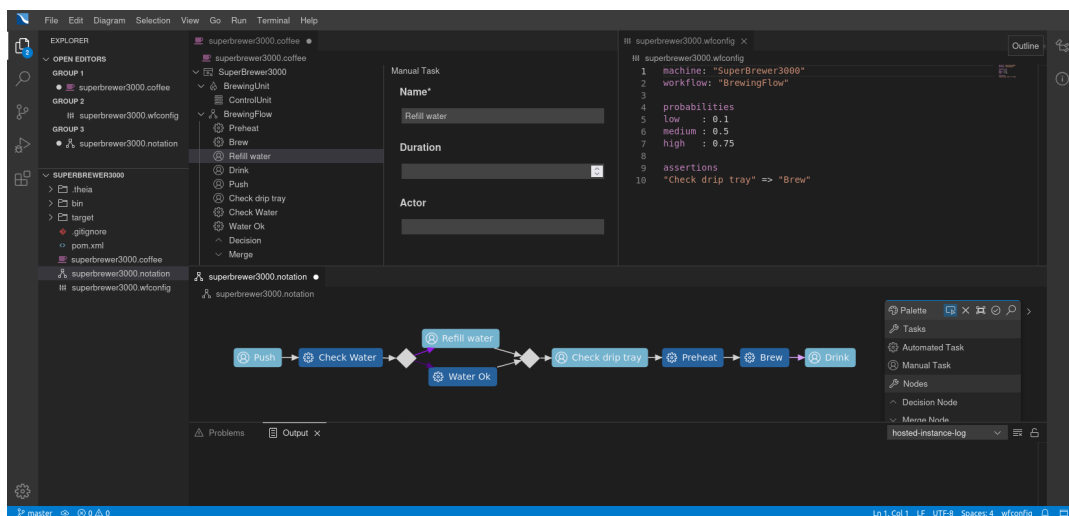 File Edit Diagram Selection View Go Run Terminal Help
EXPLORER
OPEN EDITORS
GROUP 1
superbrewer3000.coffee
GROUP 2
superbrewer3000.wfconfig
GROUP 3
superbrewer3000.notation
SUPERBREWER3000
.theia
bin
target
.gitignore
pom.xml
superbrewer3000.coffee
superbrewer3000.notation
superbrewer3000.wfconfig
2
superbrewer3000.coffee
superbrewer3000.coffee
SuperBrewer3000
BrewingUnit
ControlUnit
BrewingFlow
Preheat
Brew
Refill water
Drink
Push
Check drip tray
Check Water
Water Ok
Decision
Merge
Manual Task
Name*
Refill water
Duration
Actor
superbrewer3000.wfconfig
Outline
superbrewer3000.wfconfig
1 machine: "SuperBrewer3000"
2 workflow: "BrewingFlow"
3
4 probabilities
5 low : 0.1
6 medium : 0.5
7 high : 0.75
8
9 assertions
10 "Check drip tray" => "Brew"
superbrewer3000.notation
superbrewer3000.notation
Push
Check Water
Refill water
Water Ok
Check drip tray
Preheat
Brew
Drink
Palette
Tasks
Automated Task
Manual Task
Nodes
Decision Node
Merge Node
Problems
Output
hosted-instance-log
master 0 0
Ln 1, Col 1 LF UTF-8 Spaces: 4 wfconfig